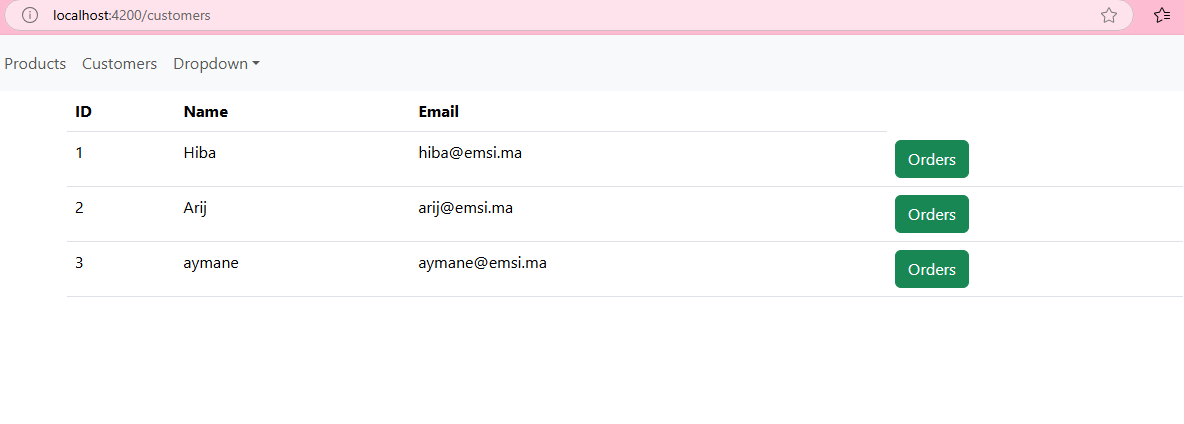 localhost:4200/customers
Products Customers Dropdown
ID Name Email
1 Hiba hiba@emsi.ma Orders
2 Arij arij@emsi.ma Orders
3 aymane aymane@emsi.ma Orders